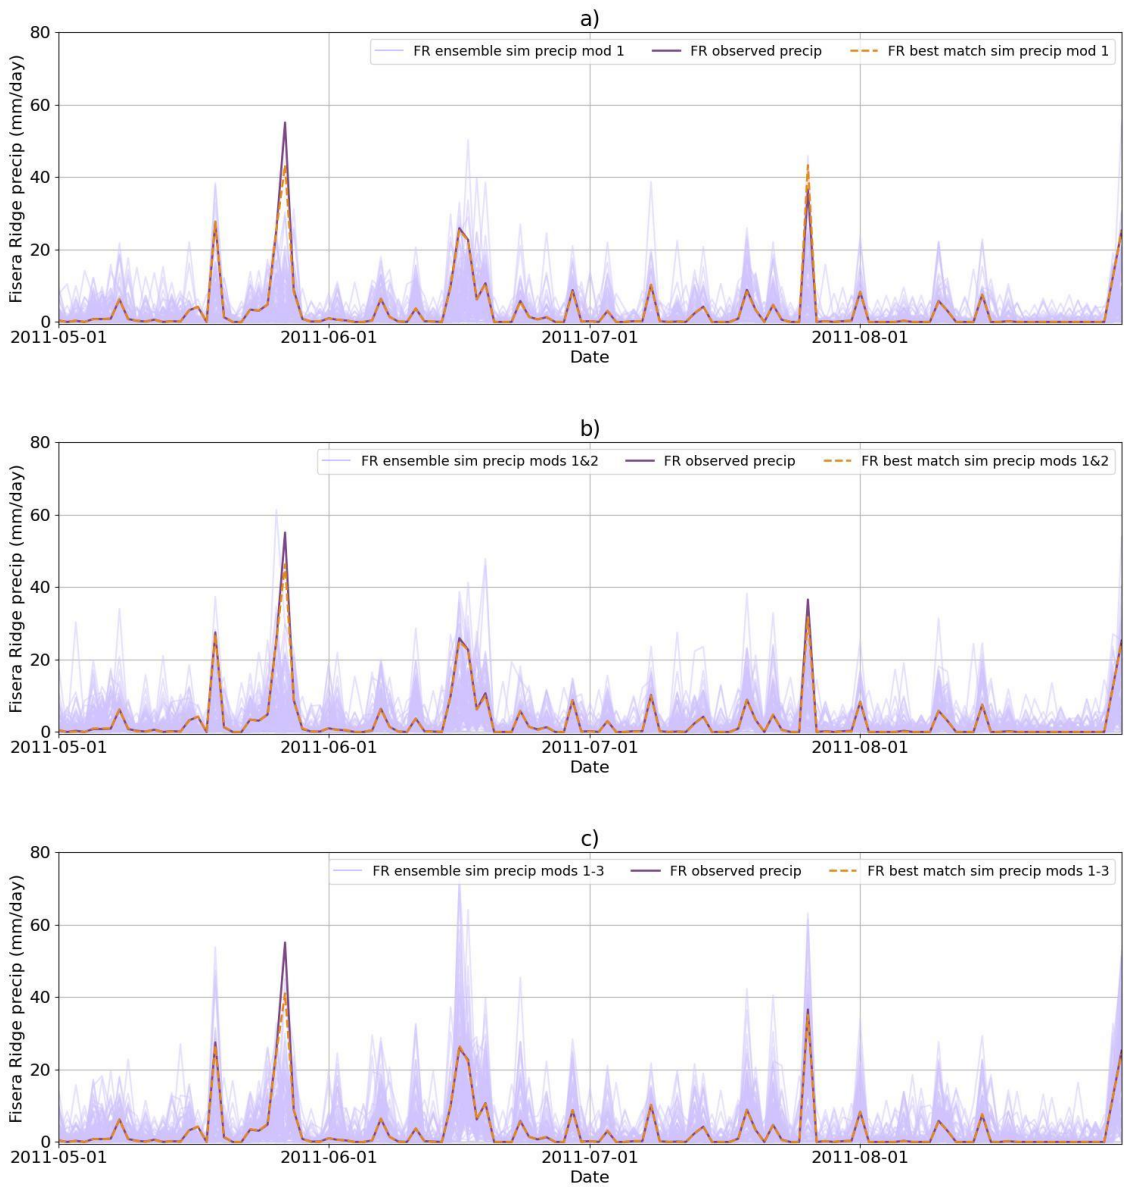 a)
FR ensemble sim precip mod 1 FR observed precip FR best match sim precip mod 1
Fisera Ridge precip (mm/day)
80
60
40
20
0
2011-05-01 2011-06-01 2011-07-01 2011-08-01
Date
b)
FR ensemble sim precip mods 1&2 FR observed precip FR best match sim precip mods 1&2
Fisera Ridge precip (mm/day)
80
60
40
20
0
2011-05-01 2011-06-01 2011-07-01 2011-08-01
Date
c)
FR ensemble sim precip mods 1-3 FR observed precip FR best match sim precip mods 1-3
Fisera Ridge precip (mm/day)
80
60
40
20
0
2011-05-01 2011-06-01 2011-07-01 2011-08-01
Date